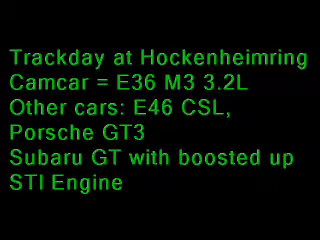 Trackday at Hockenheimring
Camcar = E36 M3 3.2L
Other cars: E46 CSL,
Porsche GT3
Subaru GT with boosted up
STI Engine